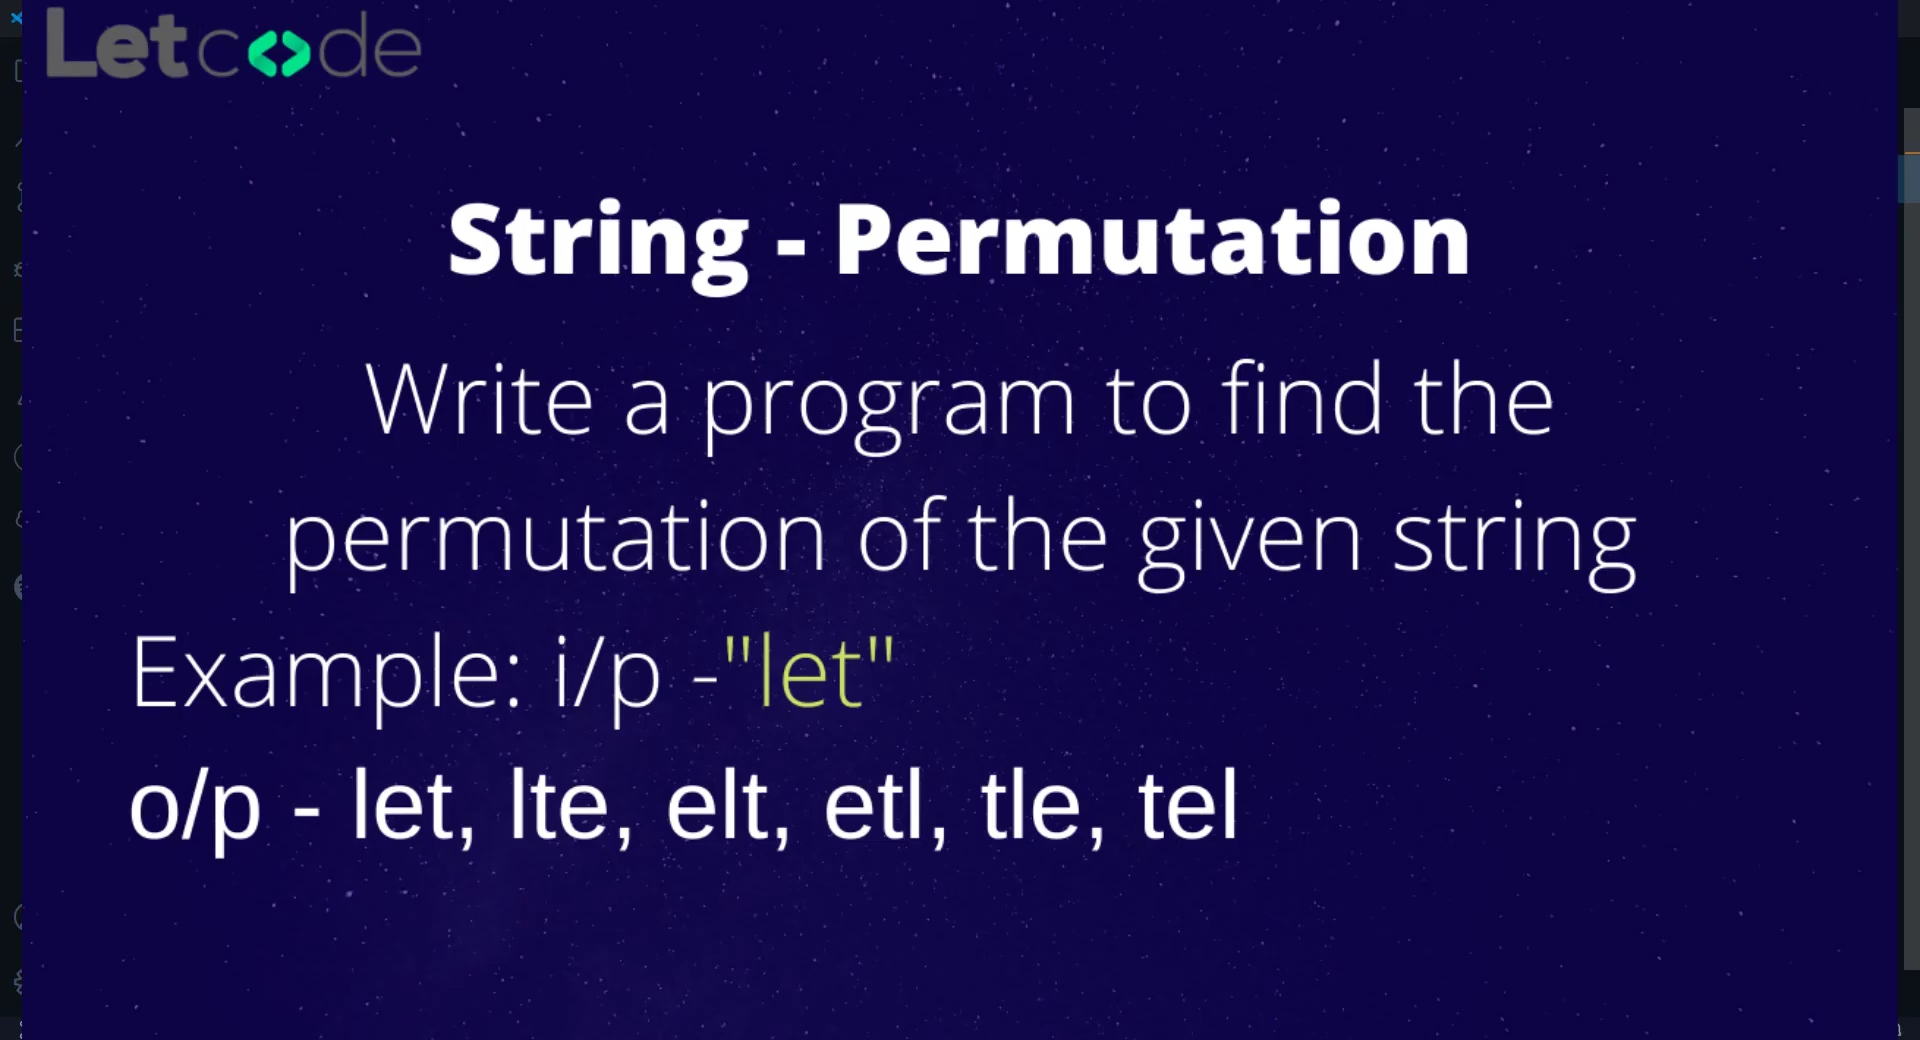 Letcode
String - Permutation
Write a program to find the
permutation of the given string
Example: i/p -"let"
o/p - let, lte, elt, etl, tle, tel